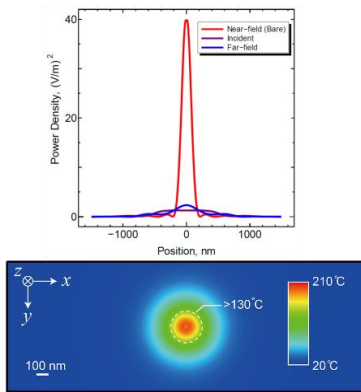 Near-field (Bare)
Incident
Far-field
Power Density, (V/m)²
40
20
0
-1000
0
1000
Position, nm
z
x
y
>130°C
210°C
20°C
100 nm